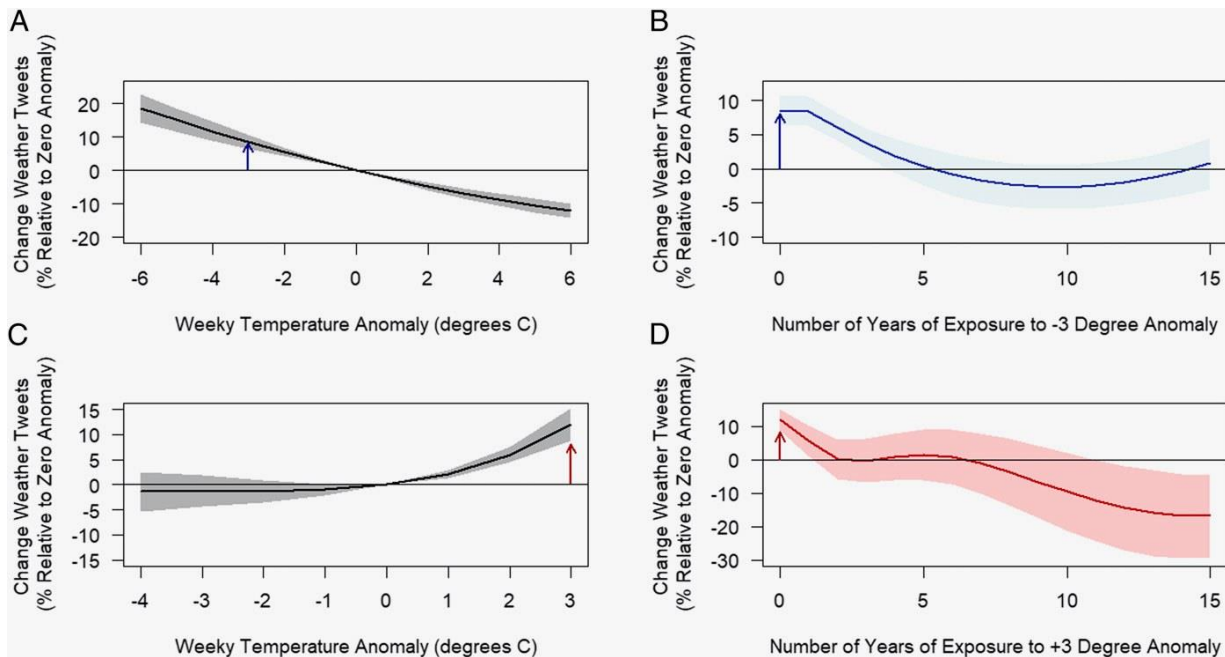 A
Change Weather Tweets
(% Relative to Zero Anomaly)
20
10
0
-10
-20
-6
-4
-2
0
2
4
6
Weeky Temperature Anomaly (degrees C)
B
Change Weather Tweets
(% Relative to Zero Anomaly)
10
5
0
-5
-10
0
5
10
15
Number of Years of Exposure to -3 Degree Anomaly
C
Change Weather Tweets
(% Relative to Zero Anomaly)
15
10
5
0
-5
-10
-15
-4
-3
-2
-1
0
1
2
3
Weeky Temperature Anomaly (degrees C)
D
Change Weather Tweets
(% Relative to Zero Anomaly)
10
0
-10
-20
-30
0
5
10
15
Number of Years of Exposure to +3 Degree Anomaly